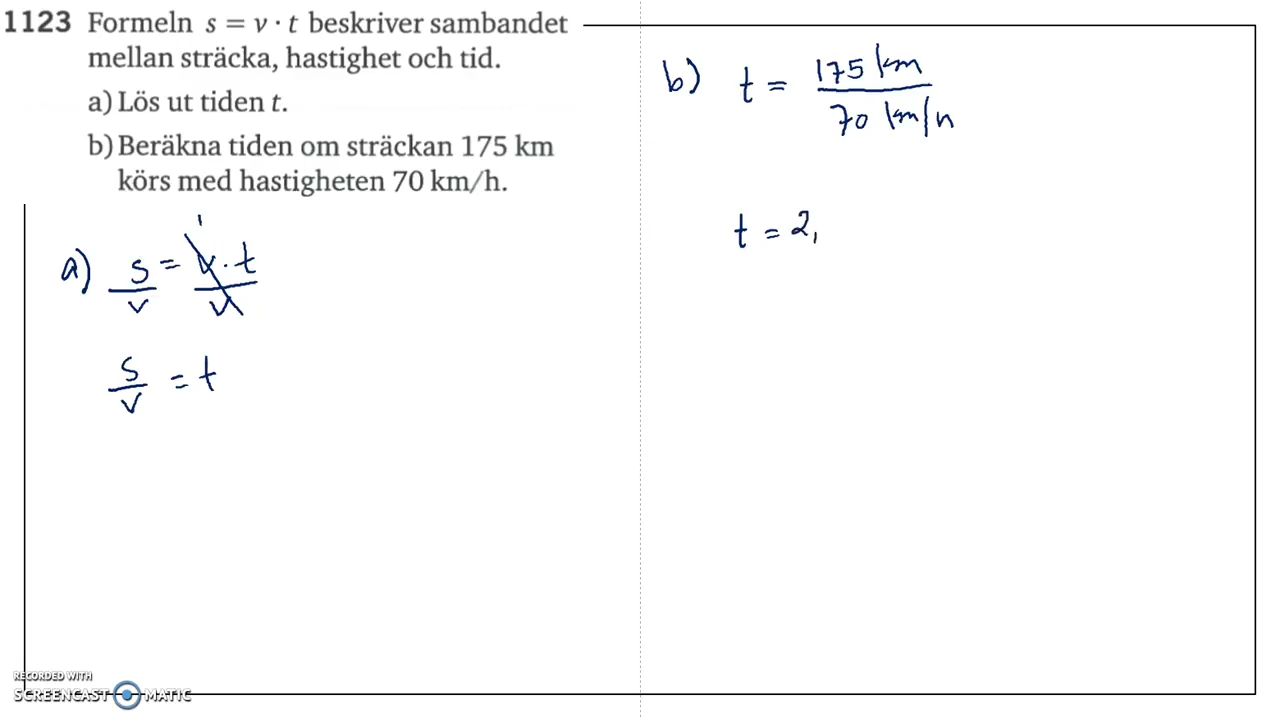 1123 Formeln s = v · t beskriver sambandet
mellan sträcka, hastighet och tid.
a) Lös ut tiden t.
b) Beräkna tiden om sträckan 175 km
körs med hastigheten 70 km/h.
a) s/v = v · t/v
s/v = t
b) t = 175 km/70 km/h
t = 2,
RECORDED WITH
SCREENCAST MATIC